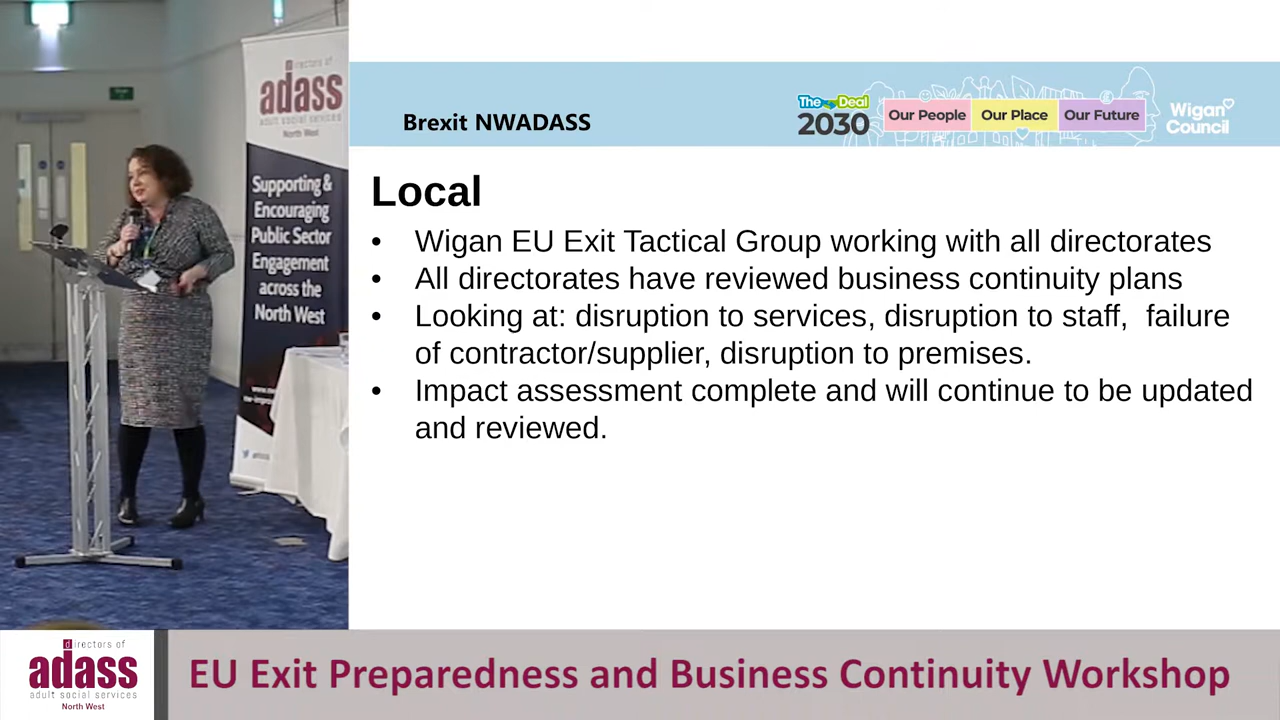 directors of
adass
adult social services
North West
Supporting &
Encouraging
Public Sector
Engagement
across the
North West
Brexit NWADASS
The Deal
2030
Our People
Our Place
Our Future
Wigan
Council
Local
• Wigan EU Exit Tactical Group working with all directorates
• All directorates have reviewed business continuity plans
• Looking at: disruption to services, disruption to staff,  failure
of contractor/supplier, disruption to premises.
• Impact assessment complete and will continue to be updated
and reviewed.
directors of
adass
adult social services
North West
EU Exit Preparedness and Business Continuity Workshop